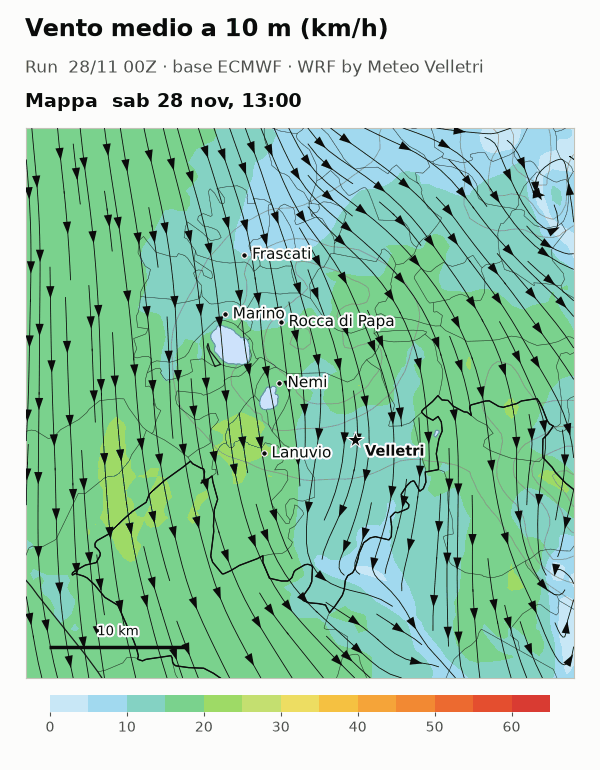 Vento medio a 10 m (km/h)
Run  28/11 00Z · base ECMWF · WRF by Meteo Velletri
Mappa  sab 28 nov, 13:00
Frascati
Marino
Rocca di Papa
Nemi
Lanuvio
Velletri
10 km
0 10 20 30 40 50 60